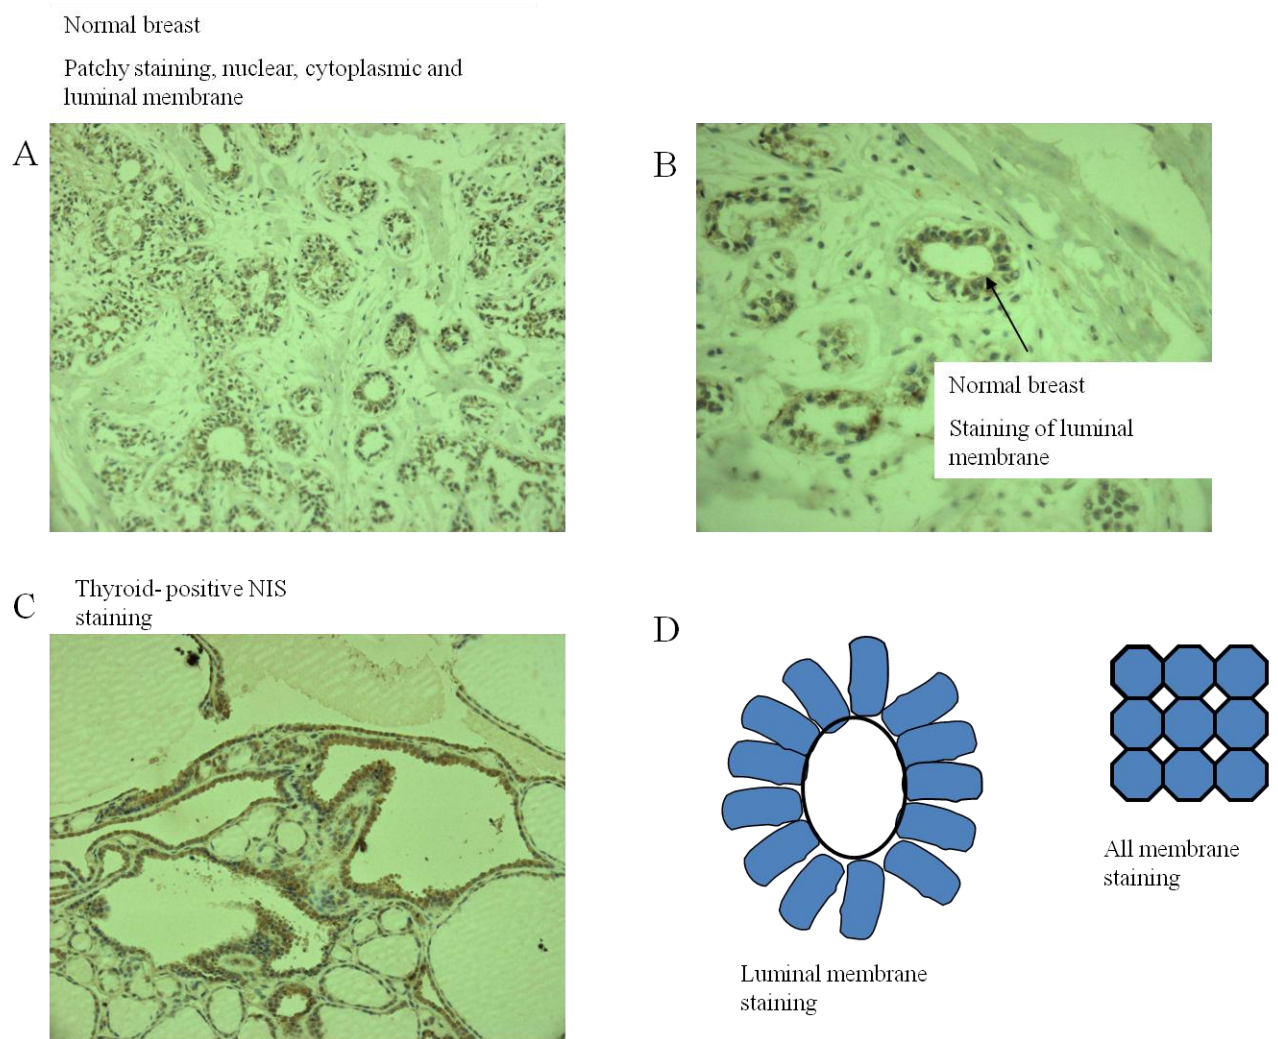 Normal breast
Patchy staining, nuclear, cytoplasmic and
luminal membrane
A
B
Normal breast
Staining of luminal
membrane
Thyroid- positive NIS
staining
C
D
All membrane
staining
Luminal membrane
staining